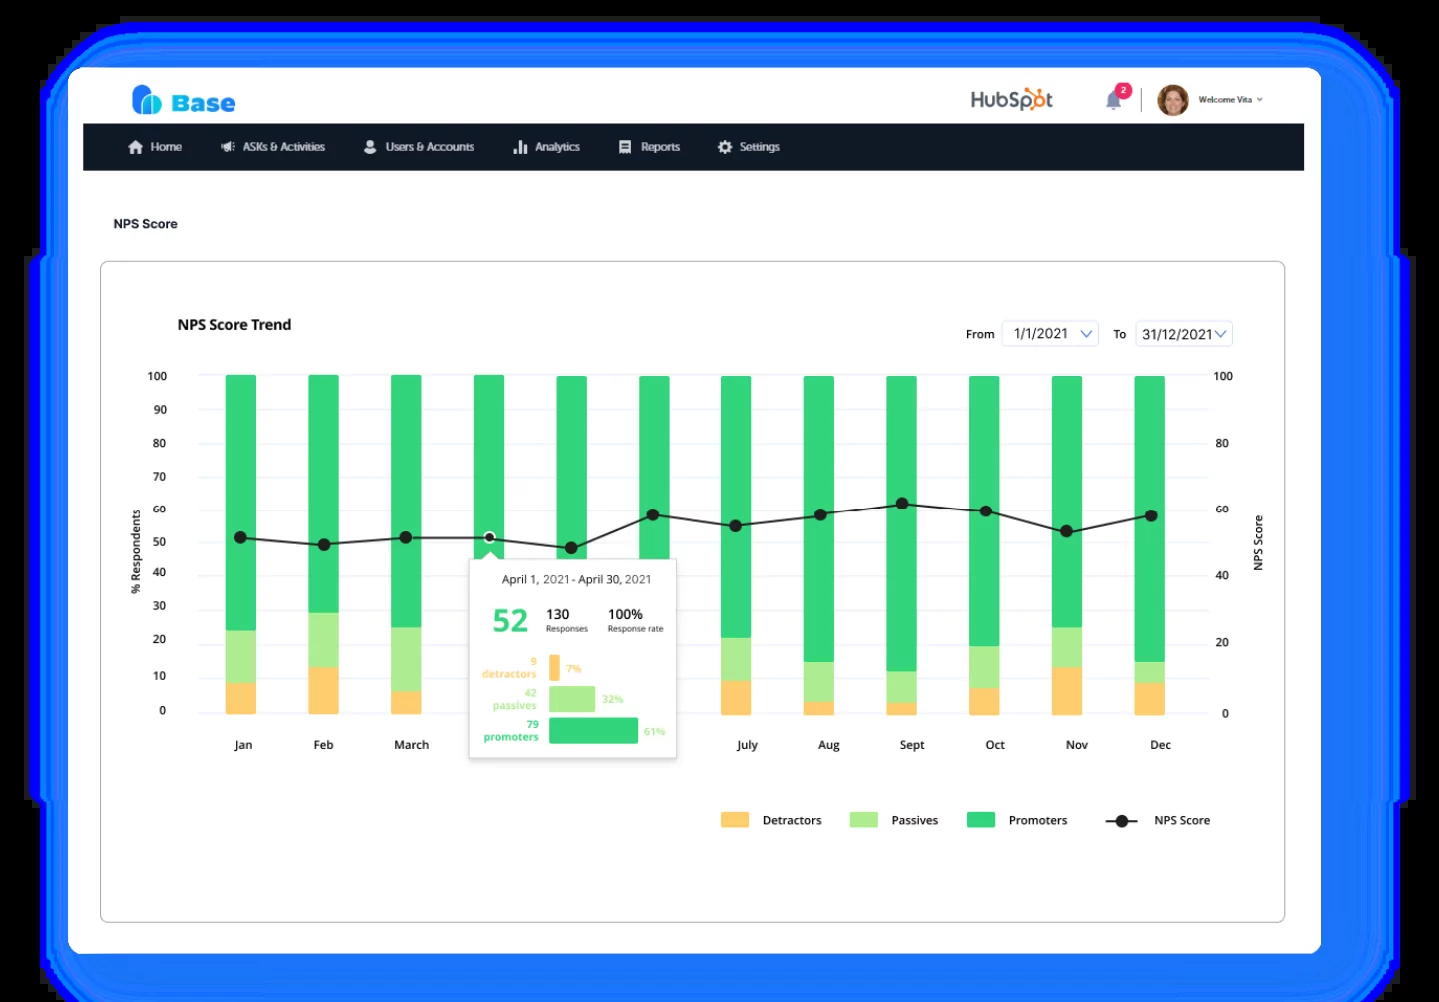 Base
HubSpot
2
Welcome Vita
Home
ASKs & Activities
Users & Accounts
Analytics
Reports
Settings
NPS Score
NPS Score Trend
From 1/1/2021 To 31/12/2021
100
90
80
70
60
50
40
30
20
10
0
% Respondents
100
80
60
40
20
0
NPS Score
April 1, 2021 - April 30, 2021
52
130
Responses
100%
Response rate
9
detractors
7%
42
passives
32%
79
promoters
61%
Jan Feb March July Aug Sept Oct Nov Dec
Detractors Passives Promoters NPS Score